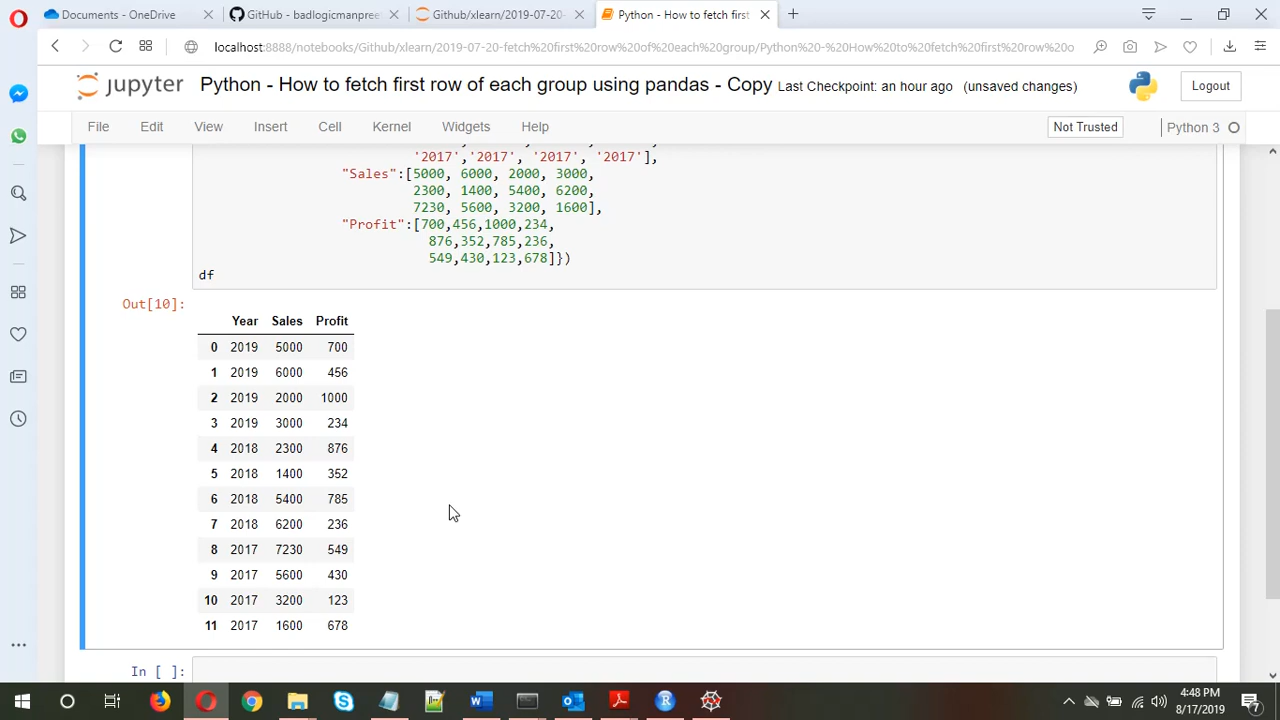 Documents - OneDrive
GitHub - badlogicmanpree
Github/xlearn/2019-07-20-
Python - How to fetch first
localhost:8888/notebooks/Github/xlearn/2019-07-20-fetch%20first%20row%20of%20each%20group/Python%20-%20How%20to%20fetch%20first%20row%20o
jupyter Python - How to fetch first row of each group using pandas - Copy Last Checkpoint: an hour ago (unsaved changes) Logout
File Edit View Insert Cell Kernel Widgets Help Not Trusted Python 3
'2017','2017', '2017', '2017'],
"Sales":[5000, 6000, 2000, 3000,
2300, 1400, 5400, 6200,
7230, 5600, 3200, 1600],
"Profit":[700,456,1000,234,
876,352,785,236,
549,430,123,678]})
df
Out[10]:
Year Sales Profit
0 2019 5000 700
1 2019 6000 456
2 2019 2000 1000
3 2019 3000 234
4 2018 2300 876
5 2018 1400 352
6 2018 5400 785
7 2018 6200 236
8 2017 7230 549
9 2017 5600 430
10 2017 3200 123
11 2017 1600 678
In [ ]:
4:48 PM
8/17/2019
7